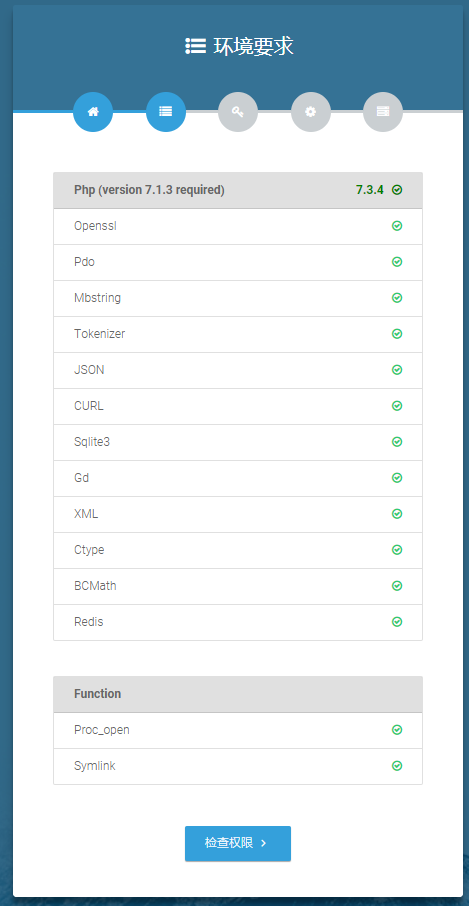 环境要求
Php (version 7.1.3 required) 7.3.4
Openssl
Pdo
Mbstring
Tokenizer
JSON
CURL
Sqlite3
Gd
XML
Ctype
BCMath
Redis
Function
Proc_open
Symlink
检查权限